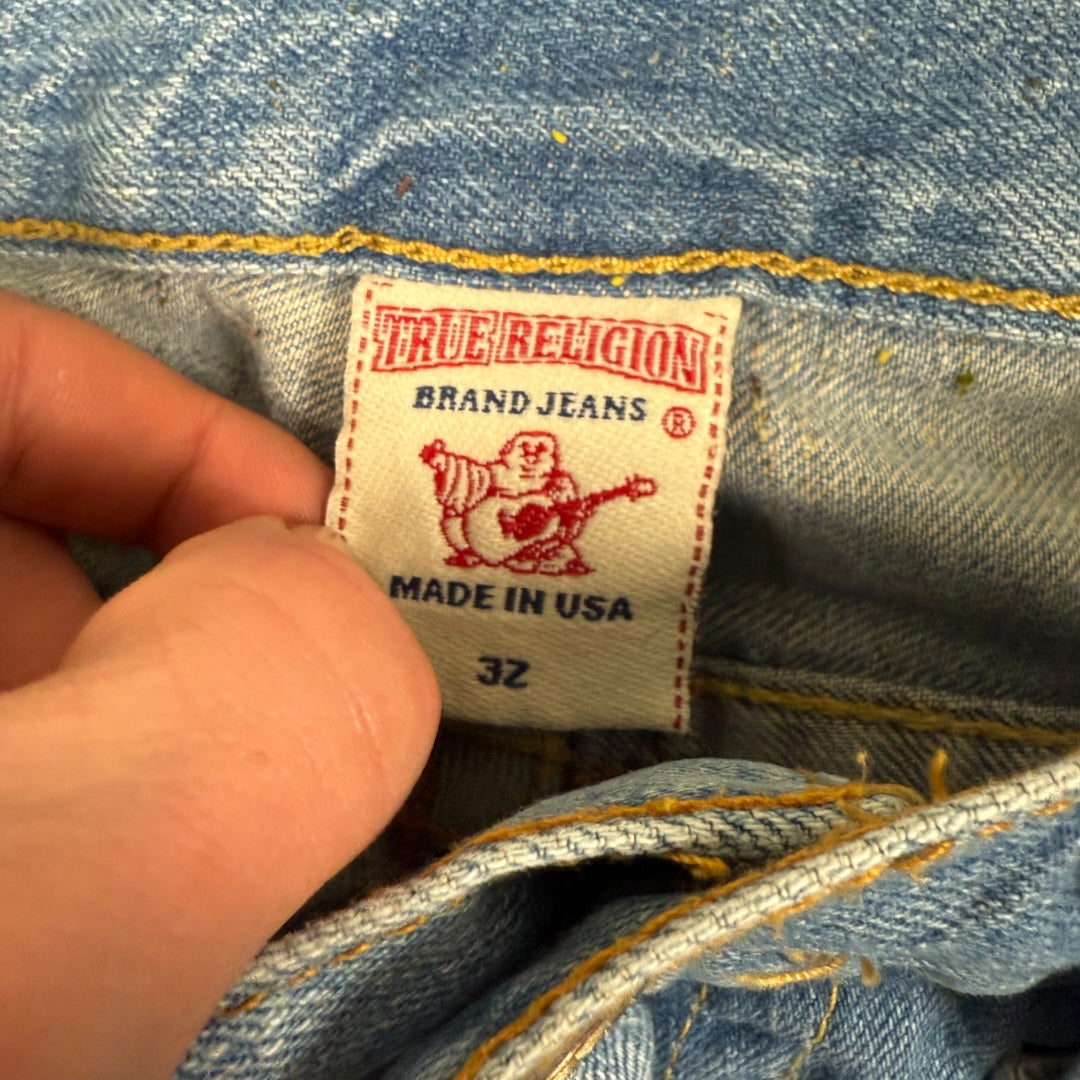 TRUE RELIGION
BRAND JEANS
®
MADE IN USA
32